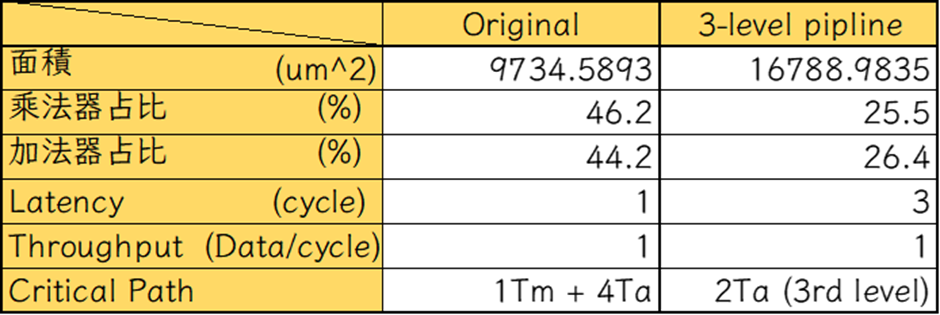 Original 3-level pipline
面積 (um^2) 9734.5893 16788.9835
乘法器占比 (%) 46.2 25.5
加法器占比 (%) 44.2 26.4
Latency (cycle) 1 3
Throughput (Data/cycle) 1 1
Critical Path 1Tm + 4Ta 2Ta (3rd level)